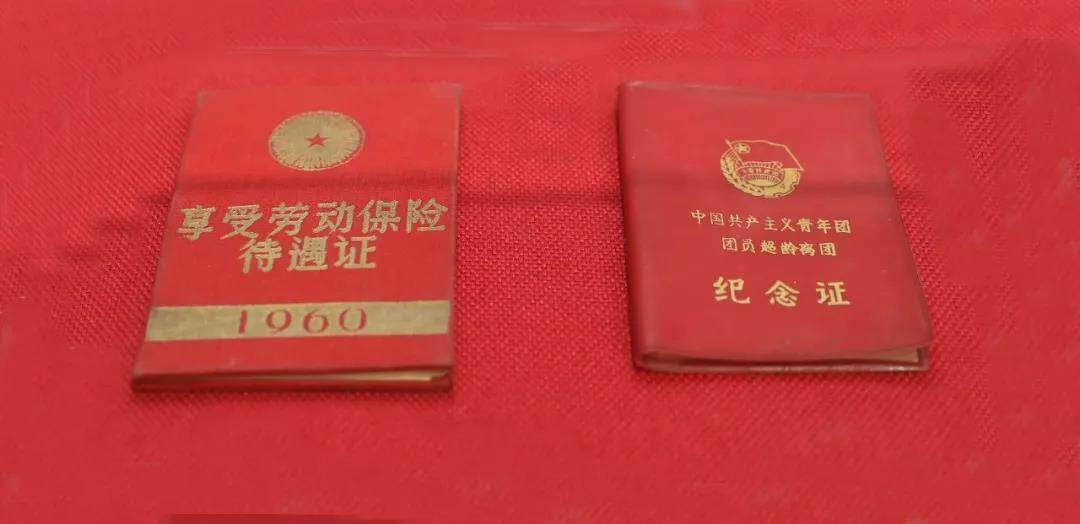 享受劳动保险
待遇证
1960
中国共产主义青年团
团员超龄离团
纪念证